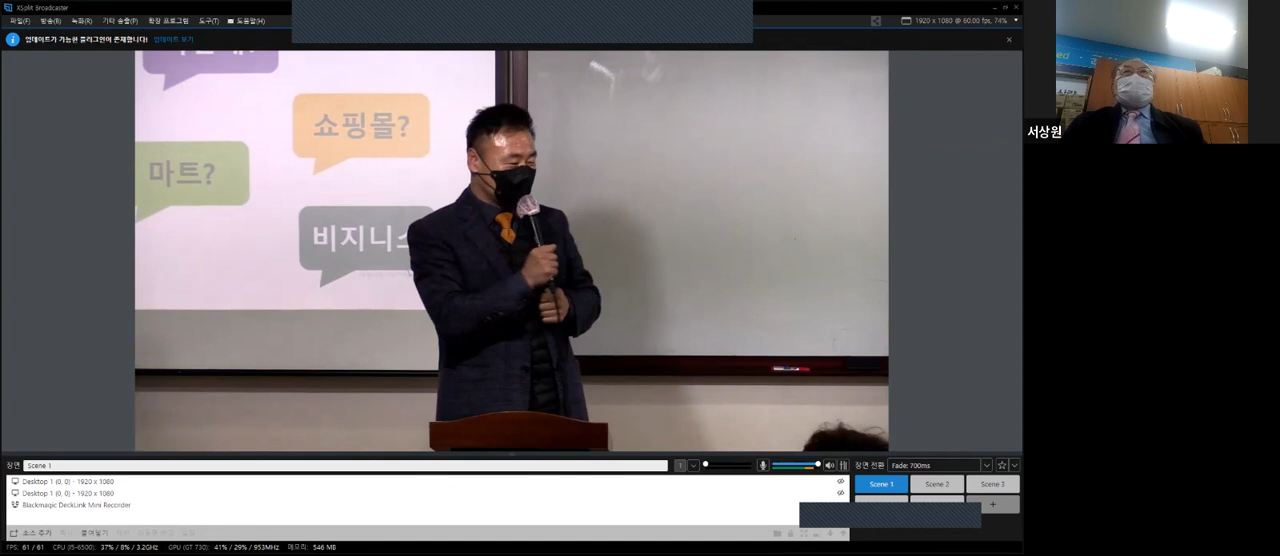 XSplit Broadcaster
파일(F) 방송(B) 녹화(R) 기타 송출(P) 확장 프로그램 도구(T) 도움말(H)
1920 x 1080 @ 60.00 fps, 74%
업데이트가 가능한 플러그인이 존재합니다! 업데이트 보기
쇼핑몰?
마트?
비지니스
서상원
장면 Scene 1
1
장면 전환 Fade: 700ms
Desktop 1 (0, 0) - 1920 x 1080
Desktop 1 (0, 0) - 1920 x 1080
Blackmagic DeckLink Mini Recorder
Scene 1 Scene 2 Scene 3
소스 추가 붙여넣기
FPS: 61 / 61 CPU (i5-6500): 37% / 8% / 3.2GHz GPU (GT 730): 41% / 29% / 953MHz 메모리: 546 MB